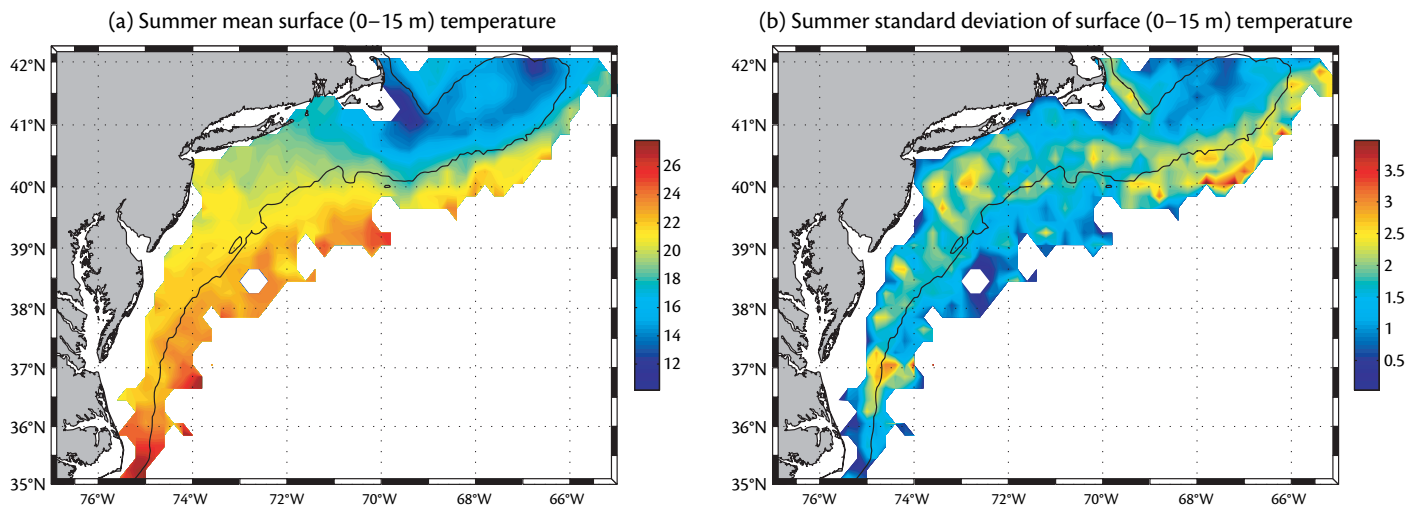 (a) Summer mean surface (0–15 m) temperature
42°N
41°N
40°N
39°N
38°N
37°N
36°N
35°N
76°W
74°W
72°W
70°W
68°W
66°W
26
24
22
20
18
16
14
12
(b) Summer standard deviation of surface (0–15 m) temperature
42°N
41°N
40°N
39°N
38°N
37°N
36°N
35°N
76°W
74°W
72°W
70°W
68°W
66°W
3.5
3
2.5
2
1.5
1
0.5